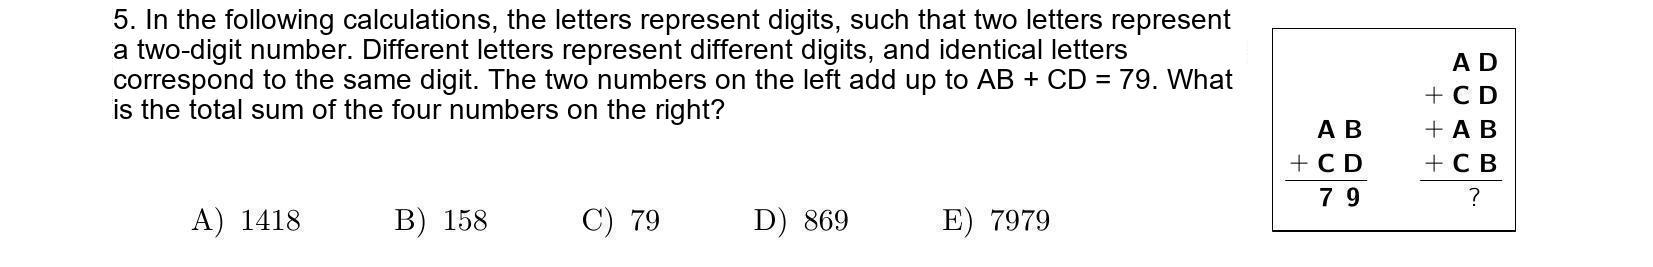 5. In the following calculations, the letters represent digits, such that two letters represent
a two-digit number. Different letters represent different digits, and identical letters
correspond to the same digit. The two numbers on the left add up to AB + CD = 79. What
is the total sum of the four numbers on the right?
A) 1418 B) 158 C) 79 D) 869 E) 7979
A B
+ C D
7 9
A D
+ C D
+ A B
+ C B
?